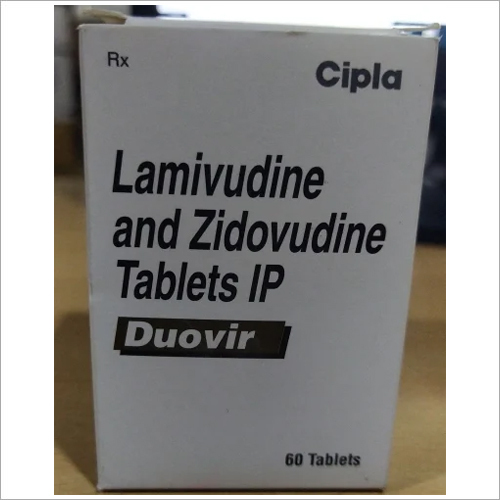 Rx
Cipla
Lamivudine
and Zidovudine
Tablets IP
Duovir
60 Tablets